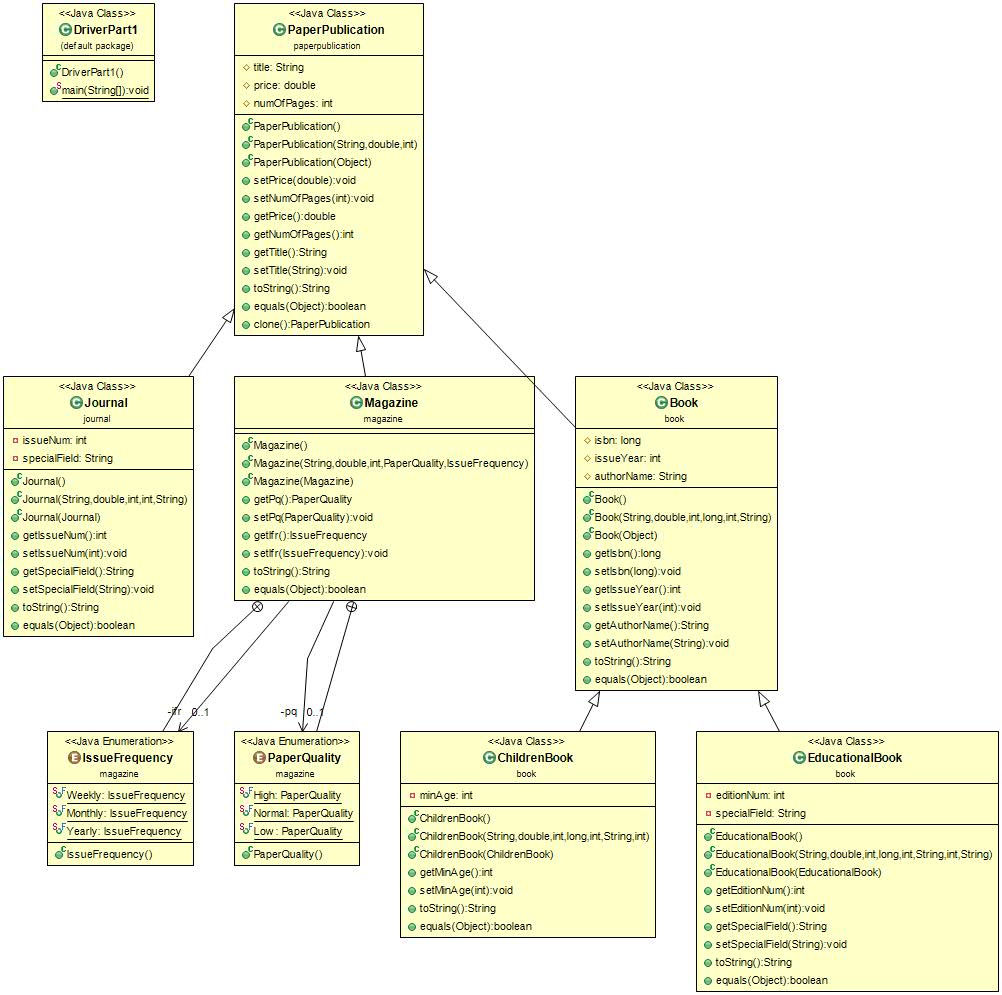 <<Java Class>>
DriverPart1
(default package)
DriverPart1()
main(String[]):void
<<Java Class>>
PaperPublication
paperpublication
title: String
price: double
numOfPages: int
PaperPublication()
PaperPublication(String,double,int)
PaperPublication(Object)
setPrice(double):void
setNumOfPages(int):void
getPrice():double
getNumOfPages():int
getTitle():String
setTitle(String):void
toString():String
equals(Object):boolean
clone():PaperPublication
<<Java Class>>
Journal
journal
issueNum: int
specialField: String
Journal()
Journal(String,double,int,int,String)
Journal(Journal)
getIssueNum():int
setIssueNum(int):void
getSpecialField():String
setSpecialField(String):void
toString():String
equals(Object):boolean
<<Java Class>>
Magazine
magazine
Magazine()
Magazine(String,double,int,PaperQuality,IssueFrequency)
Magazine(Magazine)
getPq():PaperQuality
setPq(PaperQuality):void
getIfr():IssueFrequency
setIfr(IssueFrequency):void
toString():String
equals(Object):boolean
<<Java Class>>
Book
book
isbn: long
issueYear: int
authorName: String
Book()
Book(String,double,int,long,int,String)
Book(Object)
getIsbn():long
setIsbn(long):void
getIssueYear():int
setIssueYear(int):void
getAuthorName():String
setAuthorName(String):void
toString():String
equals(Object):boolean
-ifr 0..1
-pq 0..1
<<Java Enumeration>>
IssueFrequency
magazine
Weekly: IssueFrequency
Monthly: IssueFrequency
Yearly: IssueFrequency
IssueFrequency()
<<Java Enumeration>>
PaperQuality
magazine
High: PaperQuality
Normal: PaperQuality
Low : PaperQuality
PaperQuality()
<<Java Class>>
ChildrenBook
book
minAge: int
ChildrenBook()
ChildrenBook(String,double,int,long,int,String,int)
ChildrenBook(ChildrenBook)
getMinAge():int
setMinAge(int):void
toString():String
equals(Object):boolean
<<Java Class>>
EducationalBook
book
editionNum: int
specialField: String
EducationalBook()
EducationalBook(String,double,int,long,int,String,int,String)
EducationalBook(EducationalBook)
getEditionNum():int
setEditionNum(int):void
getSpecialField():String
setSpecialField(String):void
toString():String
equals(Object):boolean